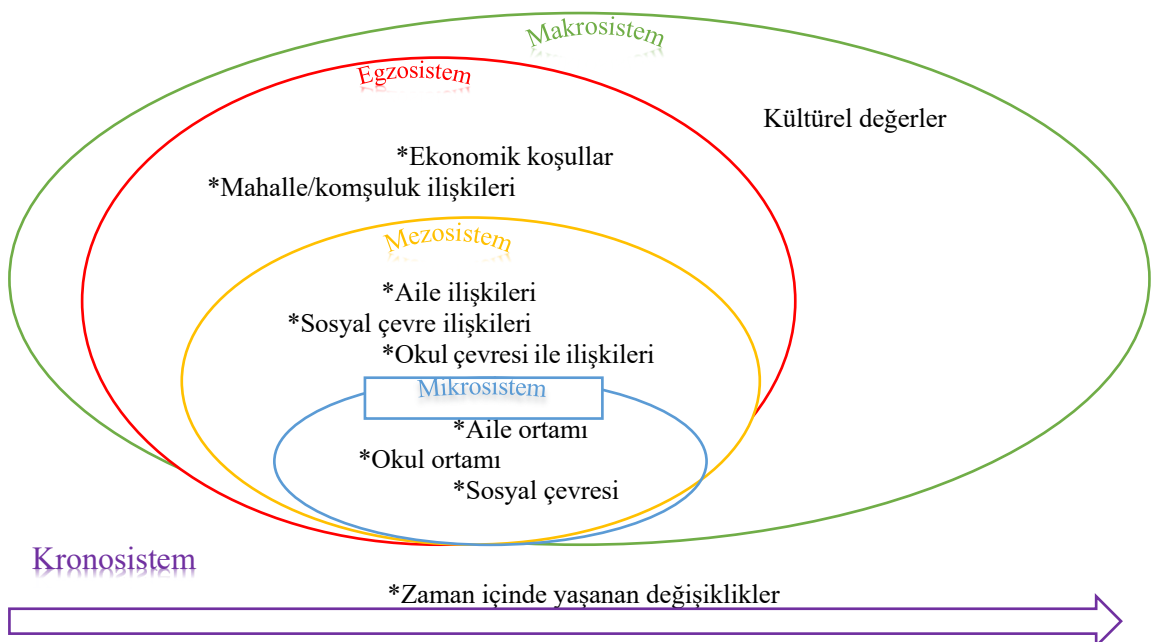 Makrosistem
Egzosistem
Kültürel değerler
*Ekonomik koşullar
*Mahalle/komşuluk ilişkileri
Mezosistem
*Aile ilişkileri
*Sosyal çevre ilişkileri
*Okul çevresi ile ilişkileri
Mikrosistem
*Aile ortamı
*Okul ortamı
*Sosyal çevresi
Kronosistem
*Zaman içinde yaşanan değişiklikler